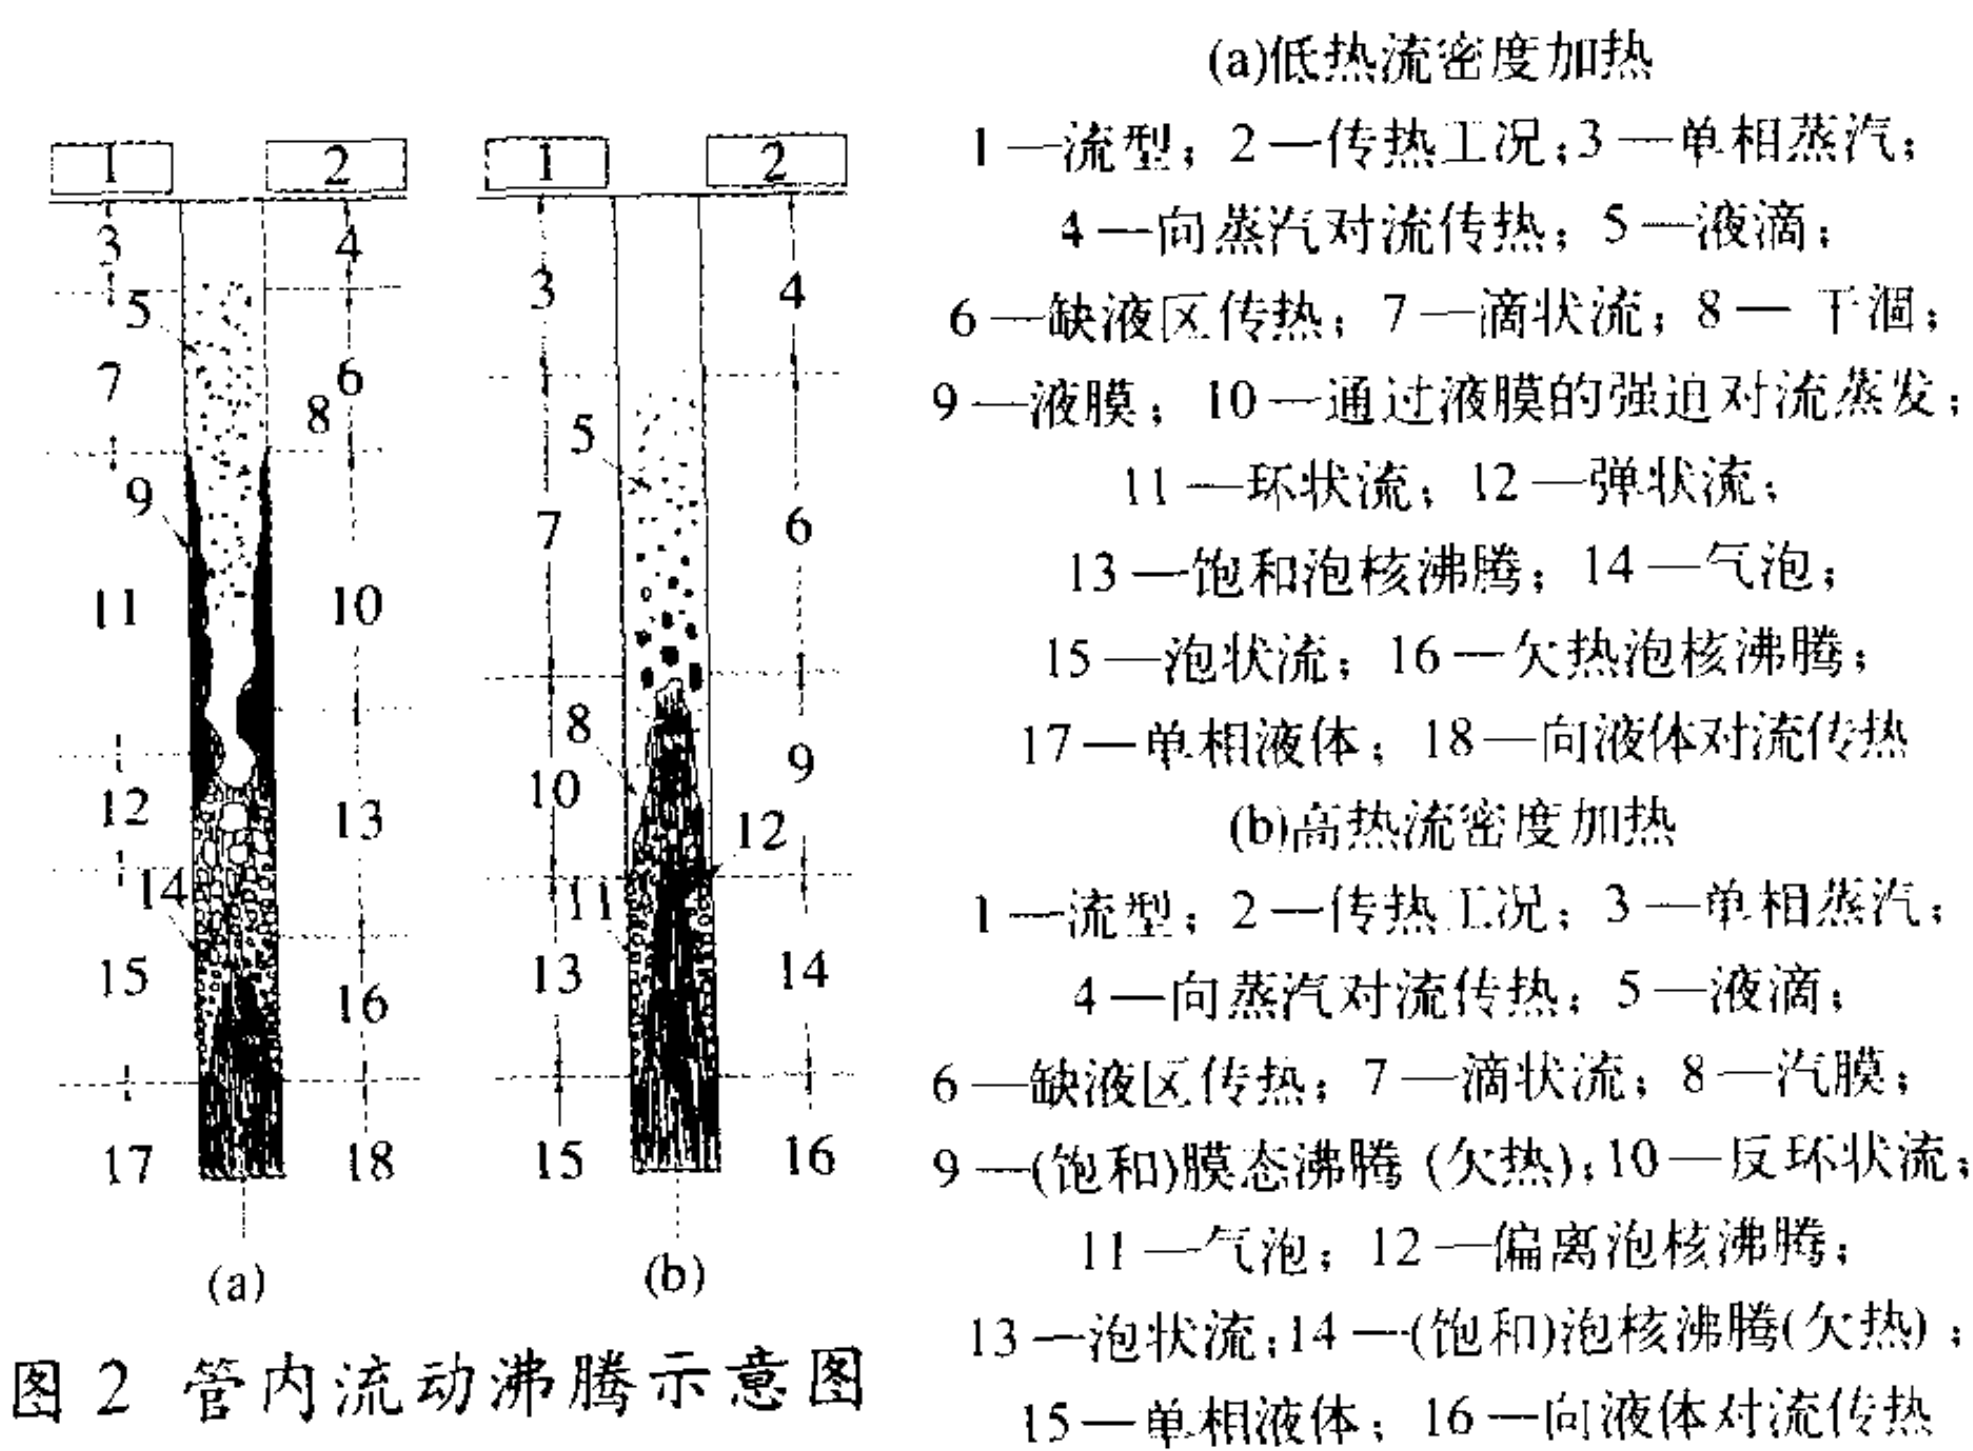 1 2 1 2
3 4
3 4
5
7 6
8
5
9
7 6
11 10
8
9
10
12 13
12
14
11
15 16
13 14
17 18
15 16
(a) (b)
图 2 管内流动沸腾示意图
(a)低热流密度加热
1—流型；2—传热工况；3—单相蒸汽；
4—向蒸汽对流传热；5—液滴；
6—缺液区传热；7—滴状流；8—干涸；
9—液膜；10—通过液膜的强迫对流蒸发；
11—环状流；12—弹状流；
13—饱和泡核沸腾；14—气泡；
15—泡状流；16—欠热泡核沸腾；
17—单相液体；18—向液体对流传热
(b)高热流密度加热
1—流型；2—传热工况；3—单相蒸汽；
4—向蒸汽对流传热；5—液滴；
6—缺液区传热；7—滴状流；8—汽膜；
9—(饱和)膜态沸腾(欠热)；10—反环状流；
11—气泡；12—偏离泡核沸腾；
13—泡状流；14—(饱和)泡核沸腾(欠热)；
15—单相液体；16—向液体对流传热